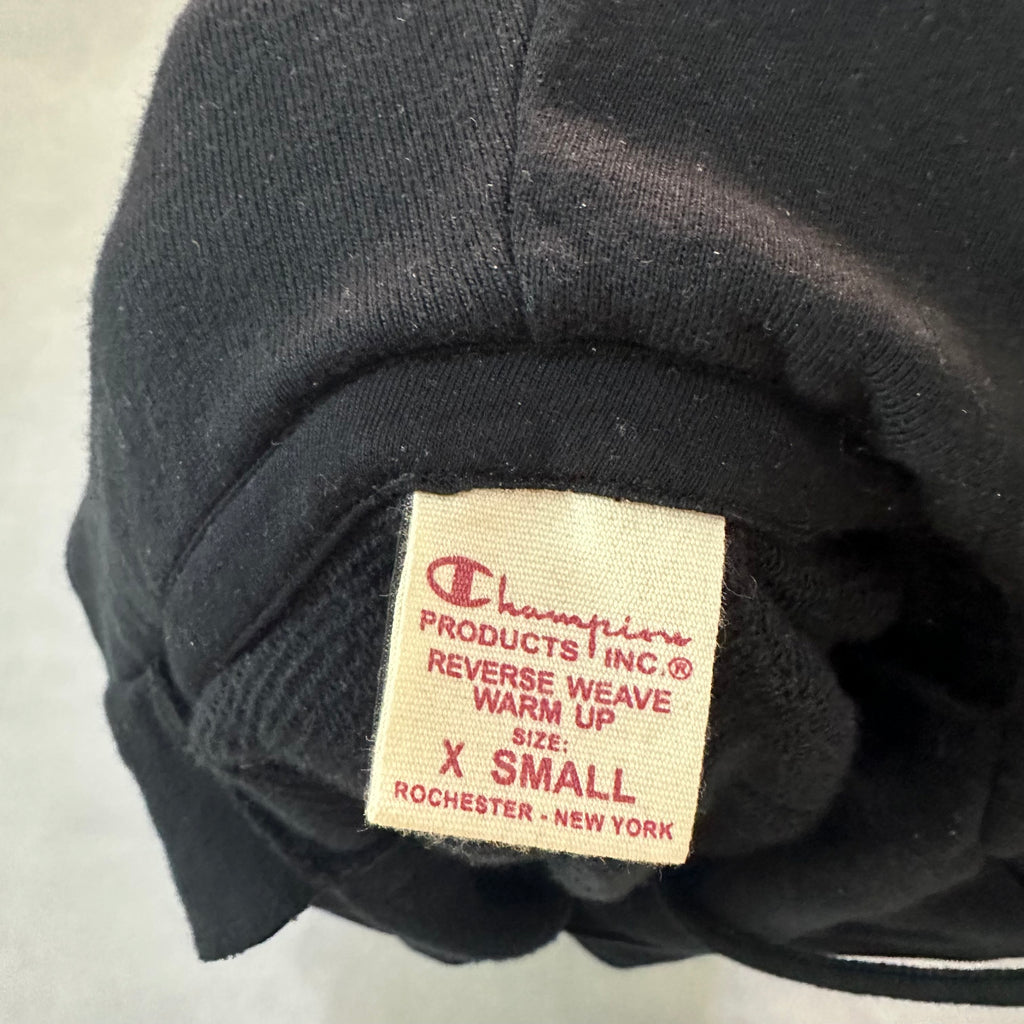 Champion
PRODUCTS INC.®
REVERSE WEAVE
WARM UP
SIZE:
X SMALL
ROCHESTER - NEW YORK